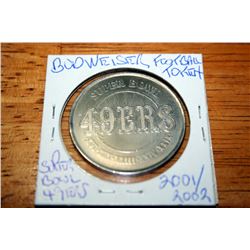 BUDWEISER FOOTBALL
TOKEN
SUPER BOWL
49ERS
SUPER
BOWL
49ERS
2001/
2002